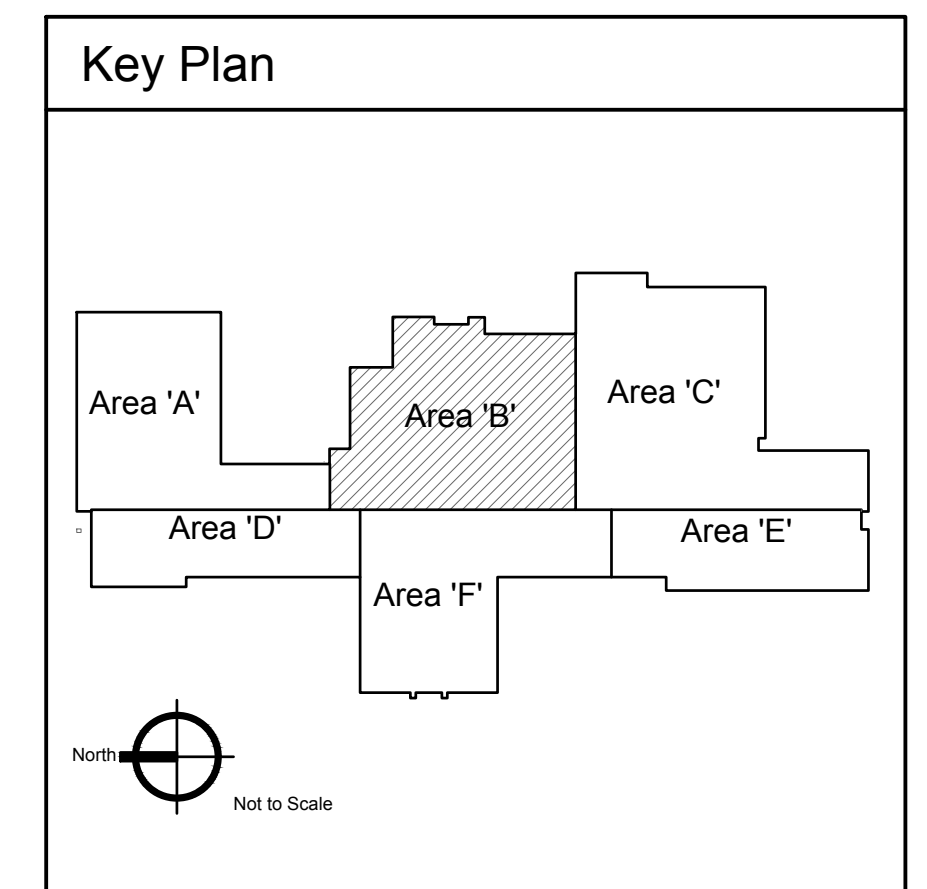 Key Plan
Area 'A'
Area 'B'
Area 'C'
Area 'D'
Area 'E'
Area 'F'
North
Not to Scale